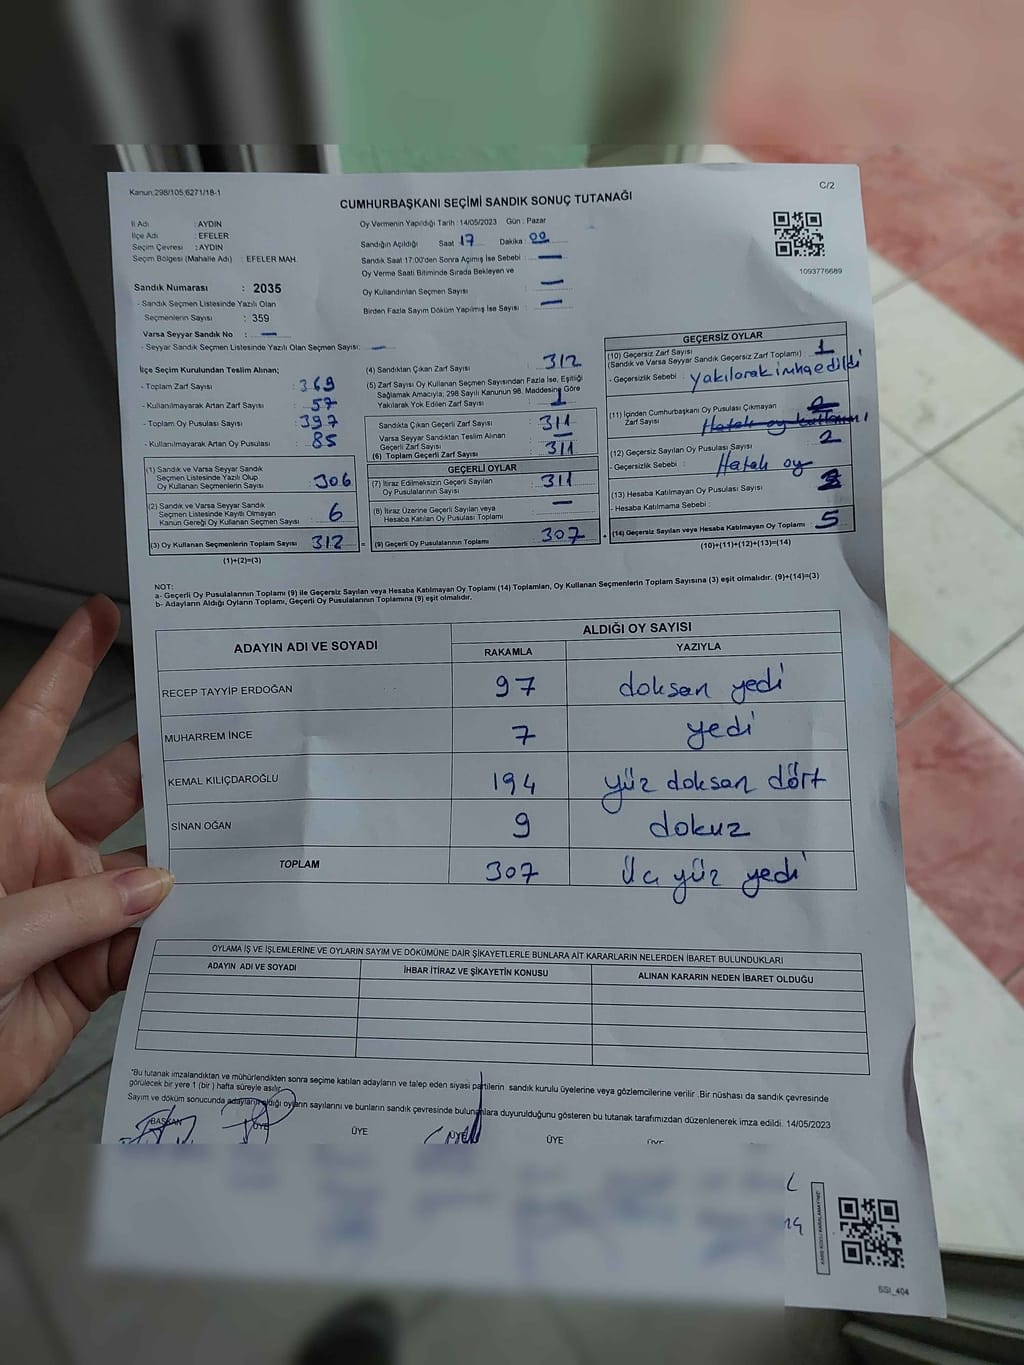 Kanun;298/105,6271/18-1
C/2
CUMHURBAŞKANI SEÇİMİ SANDIK SONUÇ TUTANAĞI
İl Adı : AYDIN
İlçe Adı : EFELER
Seçim Çevresi : AYDIN
Seçim Bölgesi (Mahalle Adı) : EFELER MAH.
Oy Vermenin Yapıldığı Tarih : 14/05/2023 Gün : Pazar
Sandığın Açıldığı Saat : 17 Dakika : 00
Sandık Saat 17:00'den Sonra Açılmış İse Sebebi : —
Oy Verme Saati Bitiminde Sırada Bekleyen ve
Oy Kullandırılan Seçmen Sayısı : —
Birden Fazla Sayım Döküm Yapılmış İse Sayısı : —
1093776689
Sandık Numarası : 2035
- Sandık Seçmen Listesinde Yazılı Olan
Seçmenlerin Sayısı : 359
Varsa Seyyar Sandık No : —
- Seyyar Sandık Seçmen Listesinde Yazılı Olan Seçmen Sayısı: —
İlçe Seçim Kurulundan Teslim Alınan;
- Toplam Zarf Sayısı : 369
- Kullanılmayarak Artan Zarf Sayısı : 57
- Toplam Oy Pusulası Sayısı : 397
- Kullanılmayarak Artan Oy Pusulası : 85
(1) Sandık ve Varsa Seyyar Sandık
Seçmen Listesinde Yazılı Olup
Oy Kullanan Seçmenlerin Sayısı : 306
(2) Sandık ve Varsa Seyyar Sandık
Seçmen Listesinde Kayıtlı Olmayan
Kanun Gereği Oy Kullanan Seçmen Sayısı : 6
(3) Oy Kullanan Seçmenlerin Toplam Sayısı : 312
(1)+(2)=(3)
(4) Sandıktan Çıkan Zarf Sayısı : 312
(5) Zarf Sayısı Oy Kullanan Seçmen Sayısından Fazla İse, Eşitliği
Sağlamak Amacıyla; 298 Sayılı Kanunun 98. Maddesine Göre
Yakılarak Yok Edilen Zarf Sayısı : 1
Sandıkta Çıkan Geçerli Zarf Sayısı : 311
Varsa Seyyar Sandıktan Teslim Alınan
Geçerli Zarf Sayısı : —
(6) Toplam Geçerli Zarf Sayısı : 311
GEÇERLİ OYLAR
(7) İtiraz Edilmeksizin Geçerli Sayılan
Oy Pusulalarının Sayısı : 311
(8) İtiraz Üzerine Geçerli Sayılan veya
Hesaba Katılan Oy Pusulası Toplamı : —
(9) Geçerli Oy Pusulalarının Toplamı : 307
GEÇERSİZ OYLAR
(10) Geçersiz Zarf Sayısı
(Sandık ve Varsa Seyyar Sandık Geçersiz Zarf Toplamı) : 1
- Geçersizlik Sebebi : yakılarak imha edildi
(11) İçinden Cumhurbaşkanı Oy Pusulası Çıkmayan
Zarf Sayısı :
(12) Geçersiz Sayılan Oy Pusulası Sayısı : 2
- Geçersizlik Sebebi : Hatalı oy
(13) Hesaba Katılmayan Oy Pusulası Sayısı :
- Hesaba Katılmama Sebebi :
(14) Geçersiz Sayılan veya Hesaba Katılmayan Oy Toplamı : 5
(10)+(11)+(12)+(13)=(14)
NOT:
a- Geçerli Oy Pusulalarının Toplamı (9) ile Geçersiz Sayılan veya Hesaba Katılmayan Oy Toplamı (14) Toplamları, Oy Kullanan Seçmenlerin Toplam Sayısına (3) eşit olmalıdır. (9)+(14)=(3)
b- Adayların Aldığı Oyların Toplamı, Geçerli Oy Pusulalarının Toplamına (9) eşit olmalıdır.
ADAYIN ADI VE SOYADI ALDIĞI OY SAYISI
RAKAMLA YAZIYLA
RECEP TAYYİP ERDOĞAN 97 doksan yedi
MUHARREM İNCE 7 yedi
KEMAL KILIÇDAROĞLU 194 yüz doksan dört
SİNAN OĞAN 9 dokuz
TOPLAM 307 üç yüz yedi
OYLAMA İŞ VE İŞLEMLERİNE VE OYLARIN SAYIM VE DÖKÜMÜNE DAİR ŞİKAYETLERLE BUNLARA AİT KARARLARIN NELERDEN İBARET BULUNDUKLARI
ADAYIN ADI VE SOYADI İHBAR İTİRAZ VE ŞİKAYETİN KONUSU ALINAN KARARIN NEDEN İBARET OLDUĞU
*Bu tutanak imzalandıktan ve mühürlendikten sonra seçime katılan adayların ve talep eden siyasi partilerin sandık kurulu üyelerine veya gözlemcilerine verilir .Bir nüshası da sandık çevresinde
görülecek bir yere 1 (bir ) hafta süreyle asılır.
Sayım ve döküm sonucunda adayların aldığı oyların sayılarını ve bunların sandık çevresinde bulunanlara duyurulduğunu gösteren bu tutanak tarafımızdan düzenlenerek imza edildi. 14/05/2023
BAŞKAN ÜYE ÜYE ÜYE ÜYE ÜYE
SSI_404